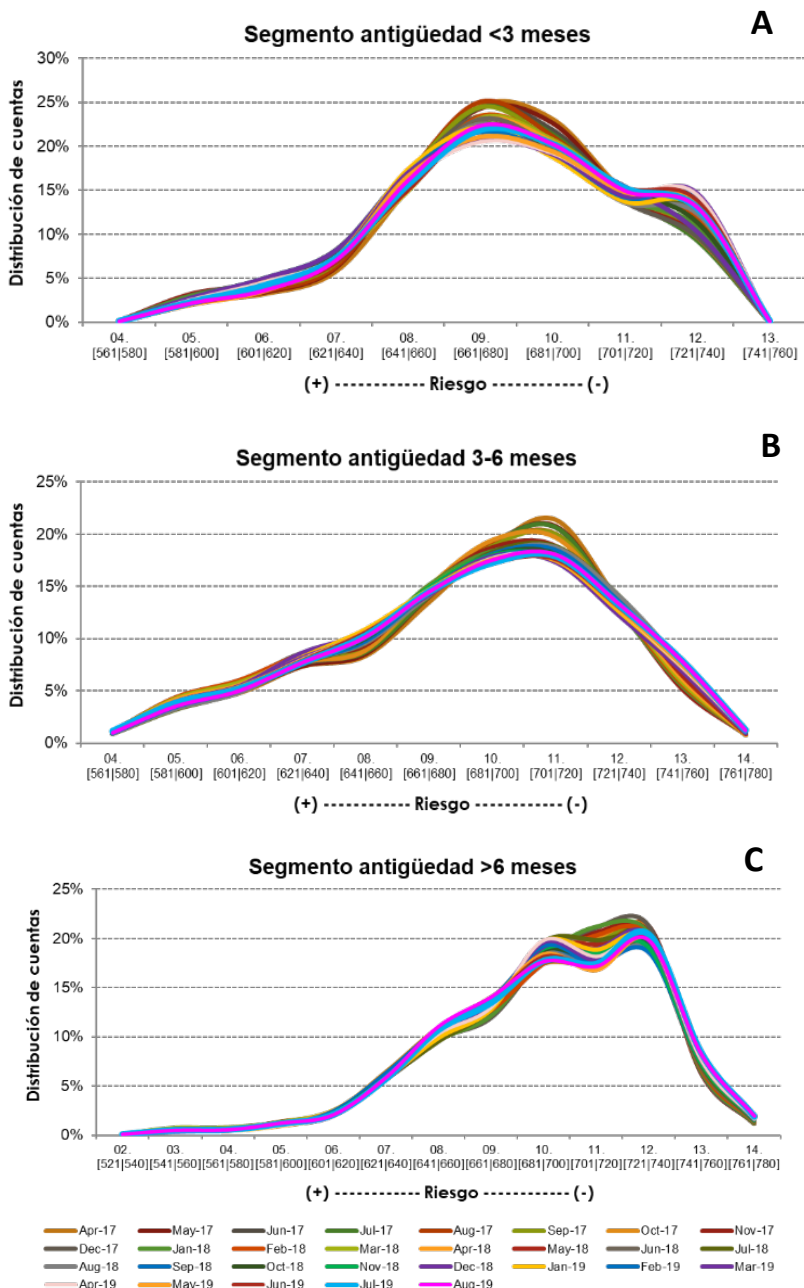 A
Segmento antigüedad <3 meses
Distribución de cuentas
30%
25%
20%
15%
10%
5%
0%
04. 05. 06. 07. 08. 09. 10. 11. 12. 13.
[561|580] [581|600] [601|620] [621|640] [641|660] [661|680] [681|700] [701|720] [721|740] [741|760]
(+) ------------ Riesgo ----------- (-)
B
Segmento antigüedad 3-6 meses
Distribución de cuentas
25%
20%
15%
10%
5%
0%
04. 05. 06. 07. 08. 09. 10. 11. 12. 13. 14.
[561|580] [581|600] [601|620] [621|640] [641|660] [661|680] [681|700] [701|720] [721|740] [741|760] [761|780]
(+) ------------ Riesgo ----------- (-)
C
Segmento antigüedad >6 meses
Distribución de cuentas
25%
20%
15%
10%
5%
0%
02. 03. 04. 05. 06. 07. 08. 09. 10. 11. 12. 13. 14.
[521|540] [541|560] [561|580] [581|600] [601|620] [621|640] [641|660] [661|680] [681|700] [701|720] [721|740] [741|760] [761|780]
(+) ------------ Riesgo ----------- (-)
Apr-17 May-17 Jun-17 Jul-17 Aug-17 Sep-17 Oct-17 Nov-17
Dec-17 Jan-18 Feb-18 Mar-18 Apr-18 May-18 Jun-18 Jul-18
Aug-18 Sep-18 Oct-18 Nov-18 Dec-18 Jan-19 Feb-19 Mar-19
Apr-19 May-19 Jun-19 Jul-19 Aug-19